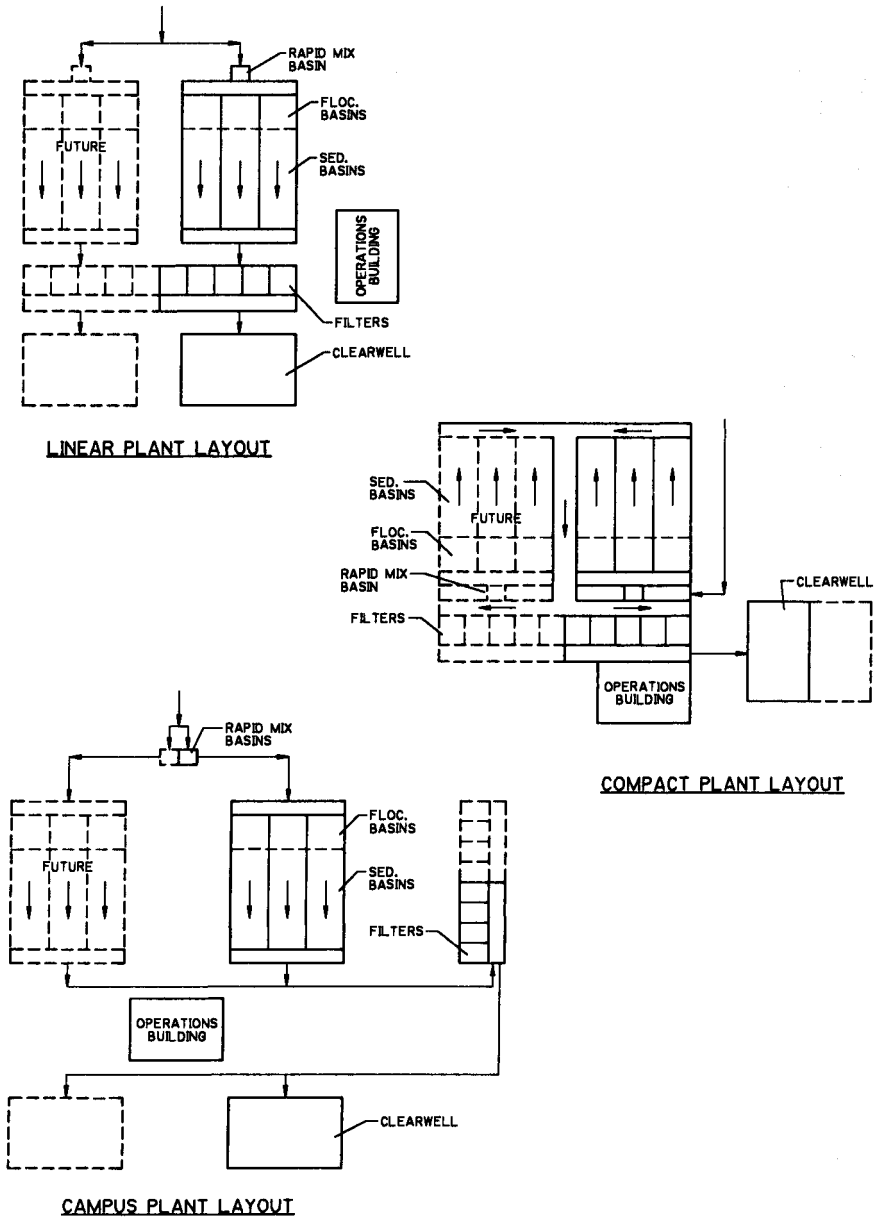 RAPID MIX
BASIN
FLOC.
BASINS
FUTURE
SED.
BASINS
OPERATIONS
BUILDING
FILTERS
CLEARWELL
LINEAR PLANT LAYOUT
SED.
BASINS
FUTURE
FLOC.
BASINS
RAPID MIX
BASIN
CLEARWELL
FILTERS
OPERATIONS
BUILDING
COMPACT PLANT LAYOUT
RAPID MIX
BASINS
FLOC.
BASINS
FUTURE
SED.
BASINS
FILTERS
OPERATIONS
BUILDING
CLEARWELL
CAMPUS PLANT LAYOUT